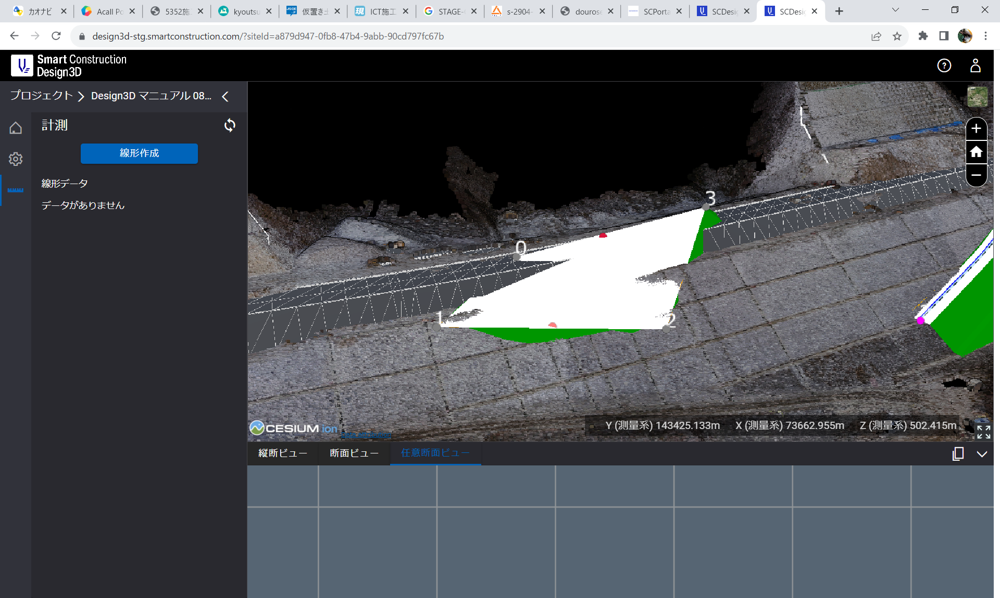 カオナビ
Acall Po
5352施
kyoutsu
仮置き土
ICT施工
STAGE-
s-2904-
dourose
SCPorta
SCDesig
SCDesig
design3d-stg.smartconstruction.com/?siteId=a879d947-0fb8-47b4-9abb-90cd797fc67b
Smart Construction
Design3D
プロジェクト Design3D マニュアル 08...
計測
線形作成
線形データ
データがありません
3
0
1
2
CESIUM ion
Y (測量系) 143425.133m X (測量系) 73662.955m Z (測量系) 502.415m
縦断ビュー 断面ビュー 任意断面ビュー